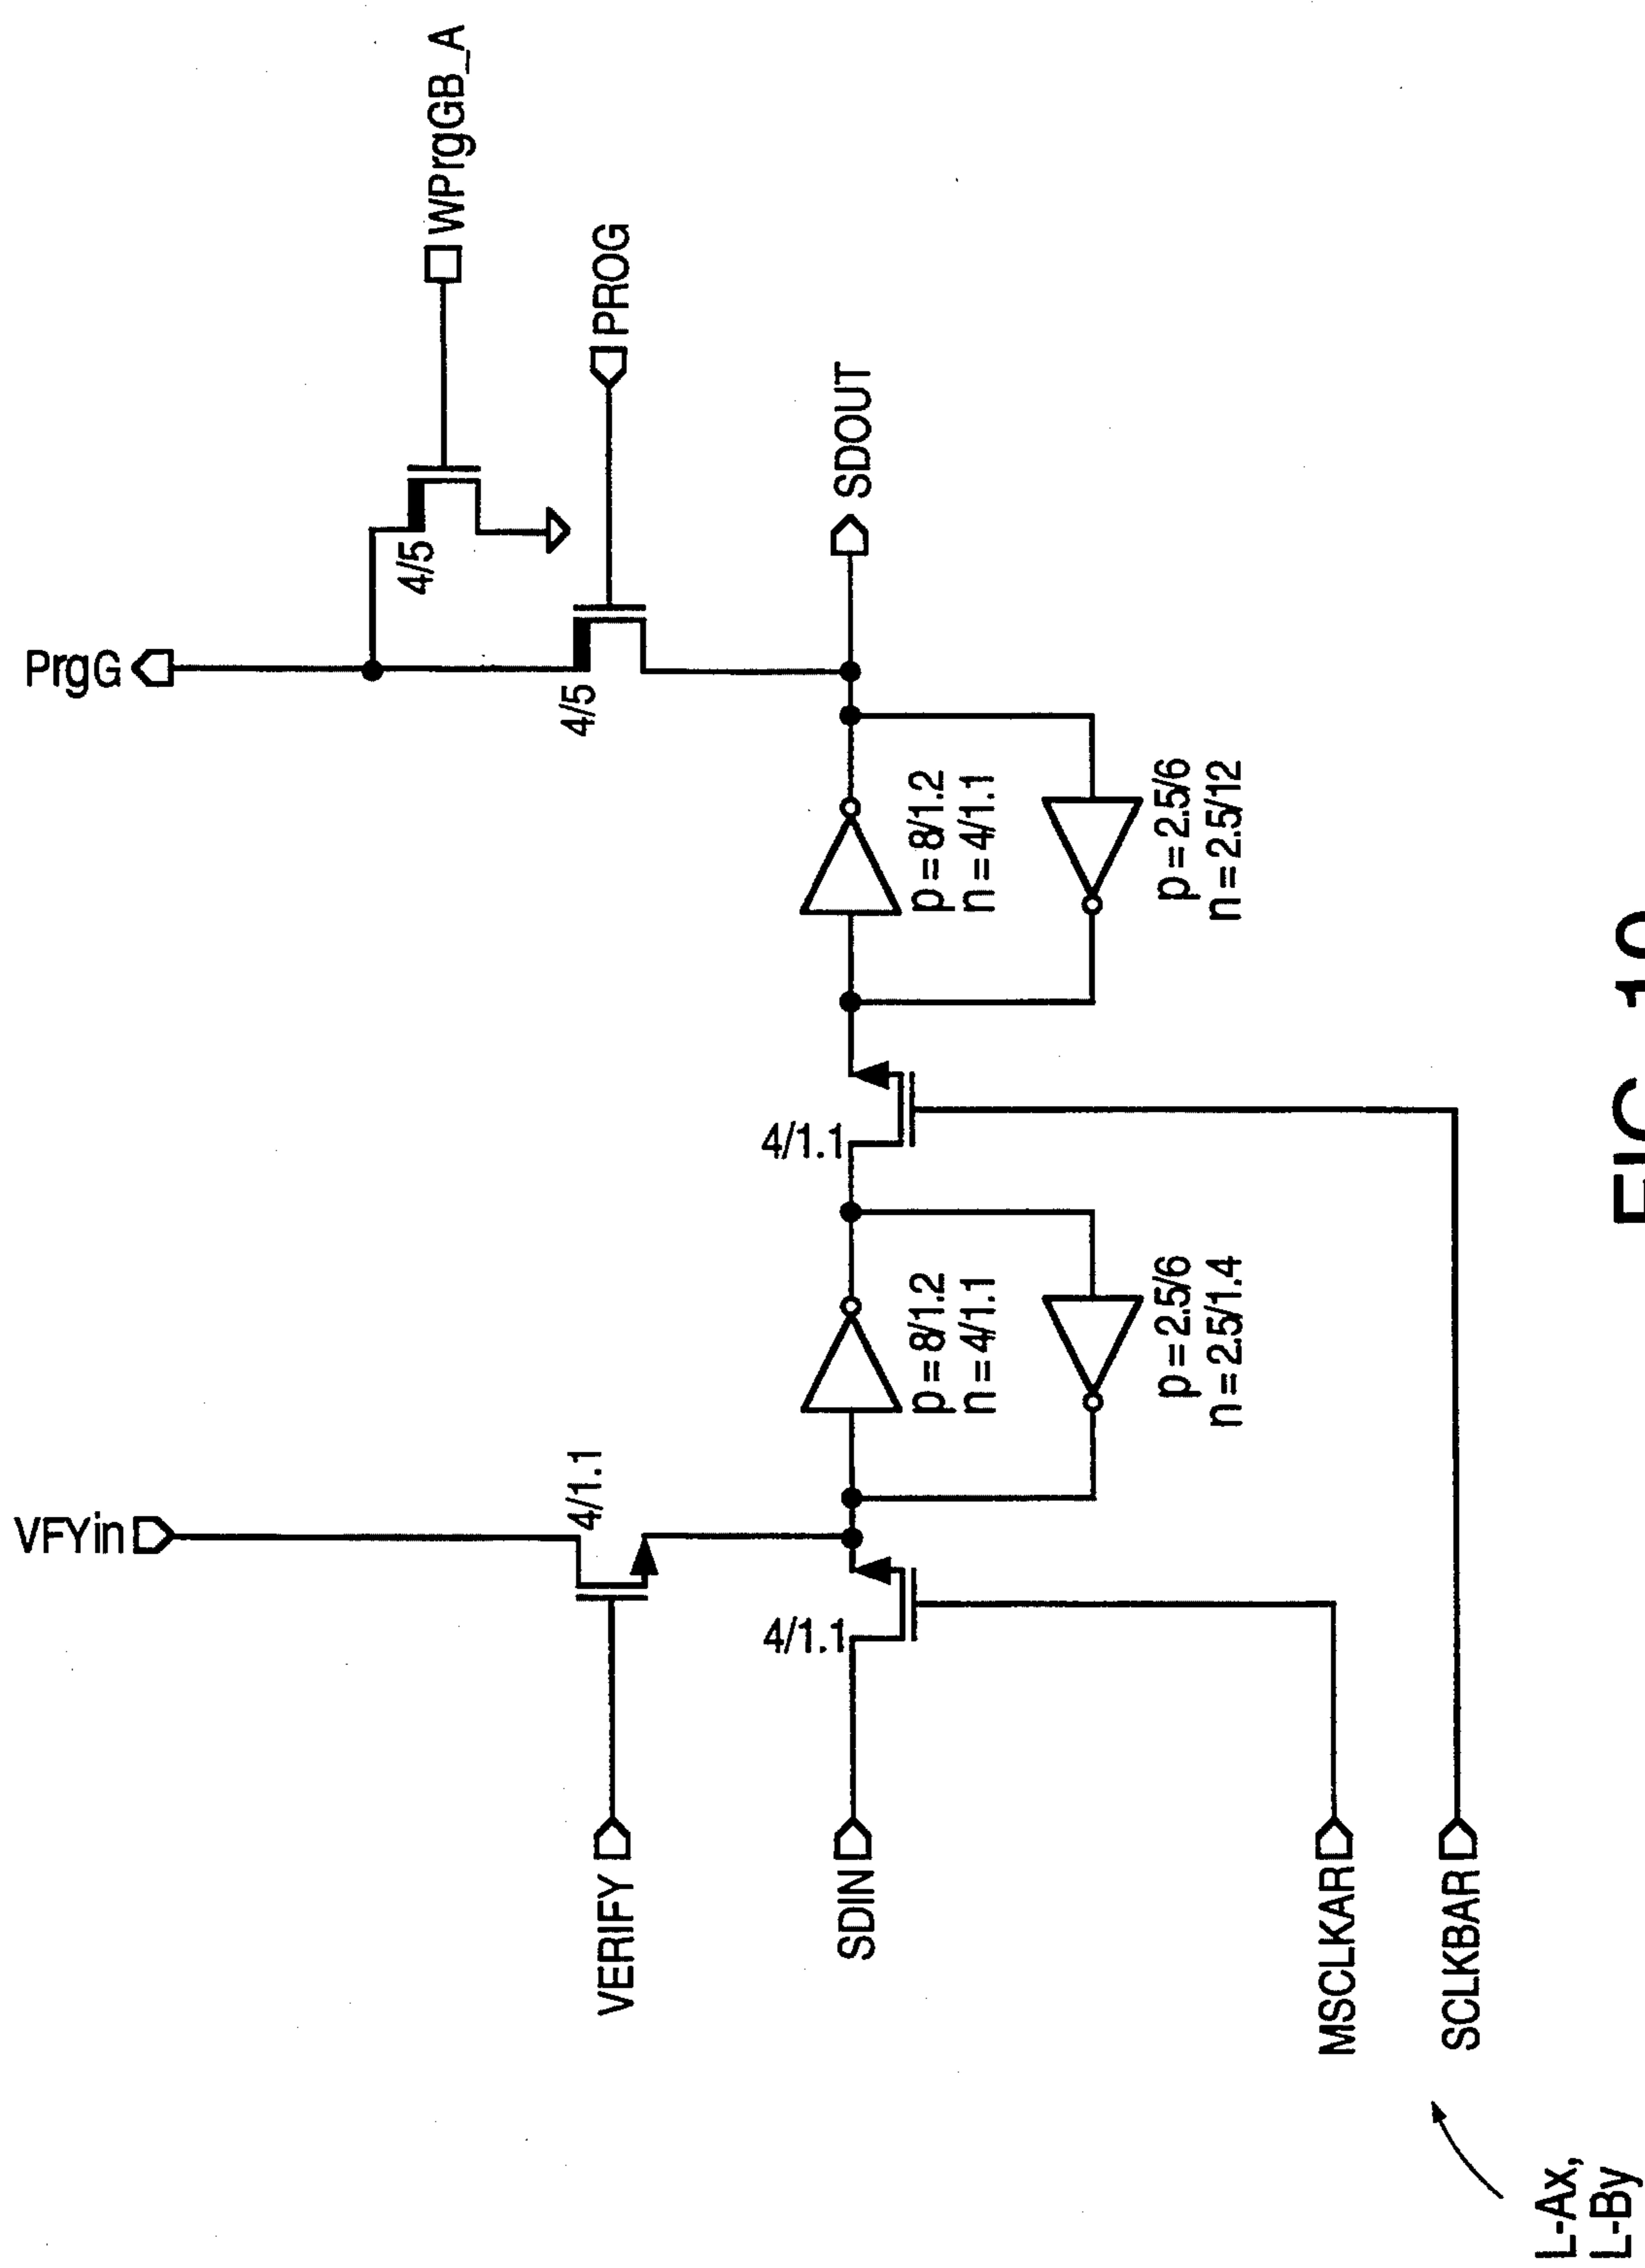 PrgG
WPrgGB_A
4/5
PROG
4/5
VFYin
4/1.1
VERIFY
SDOUT
SDIN
4/1.1
4/1.1
p = 8/1.2
n = 4/1.1
p = 8/1.2
n = 4/1.1
p = 2.5/6
n = 2.5/1.4
p = 2.5/6
n = 2.5/12
MSCLKAR
SCLKBAR
L-Ax,
L-By